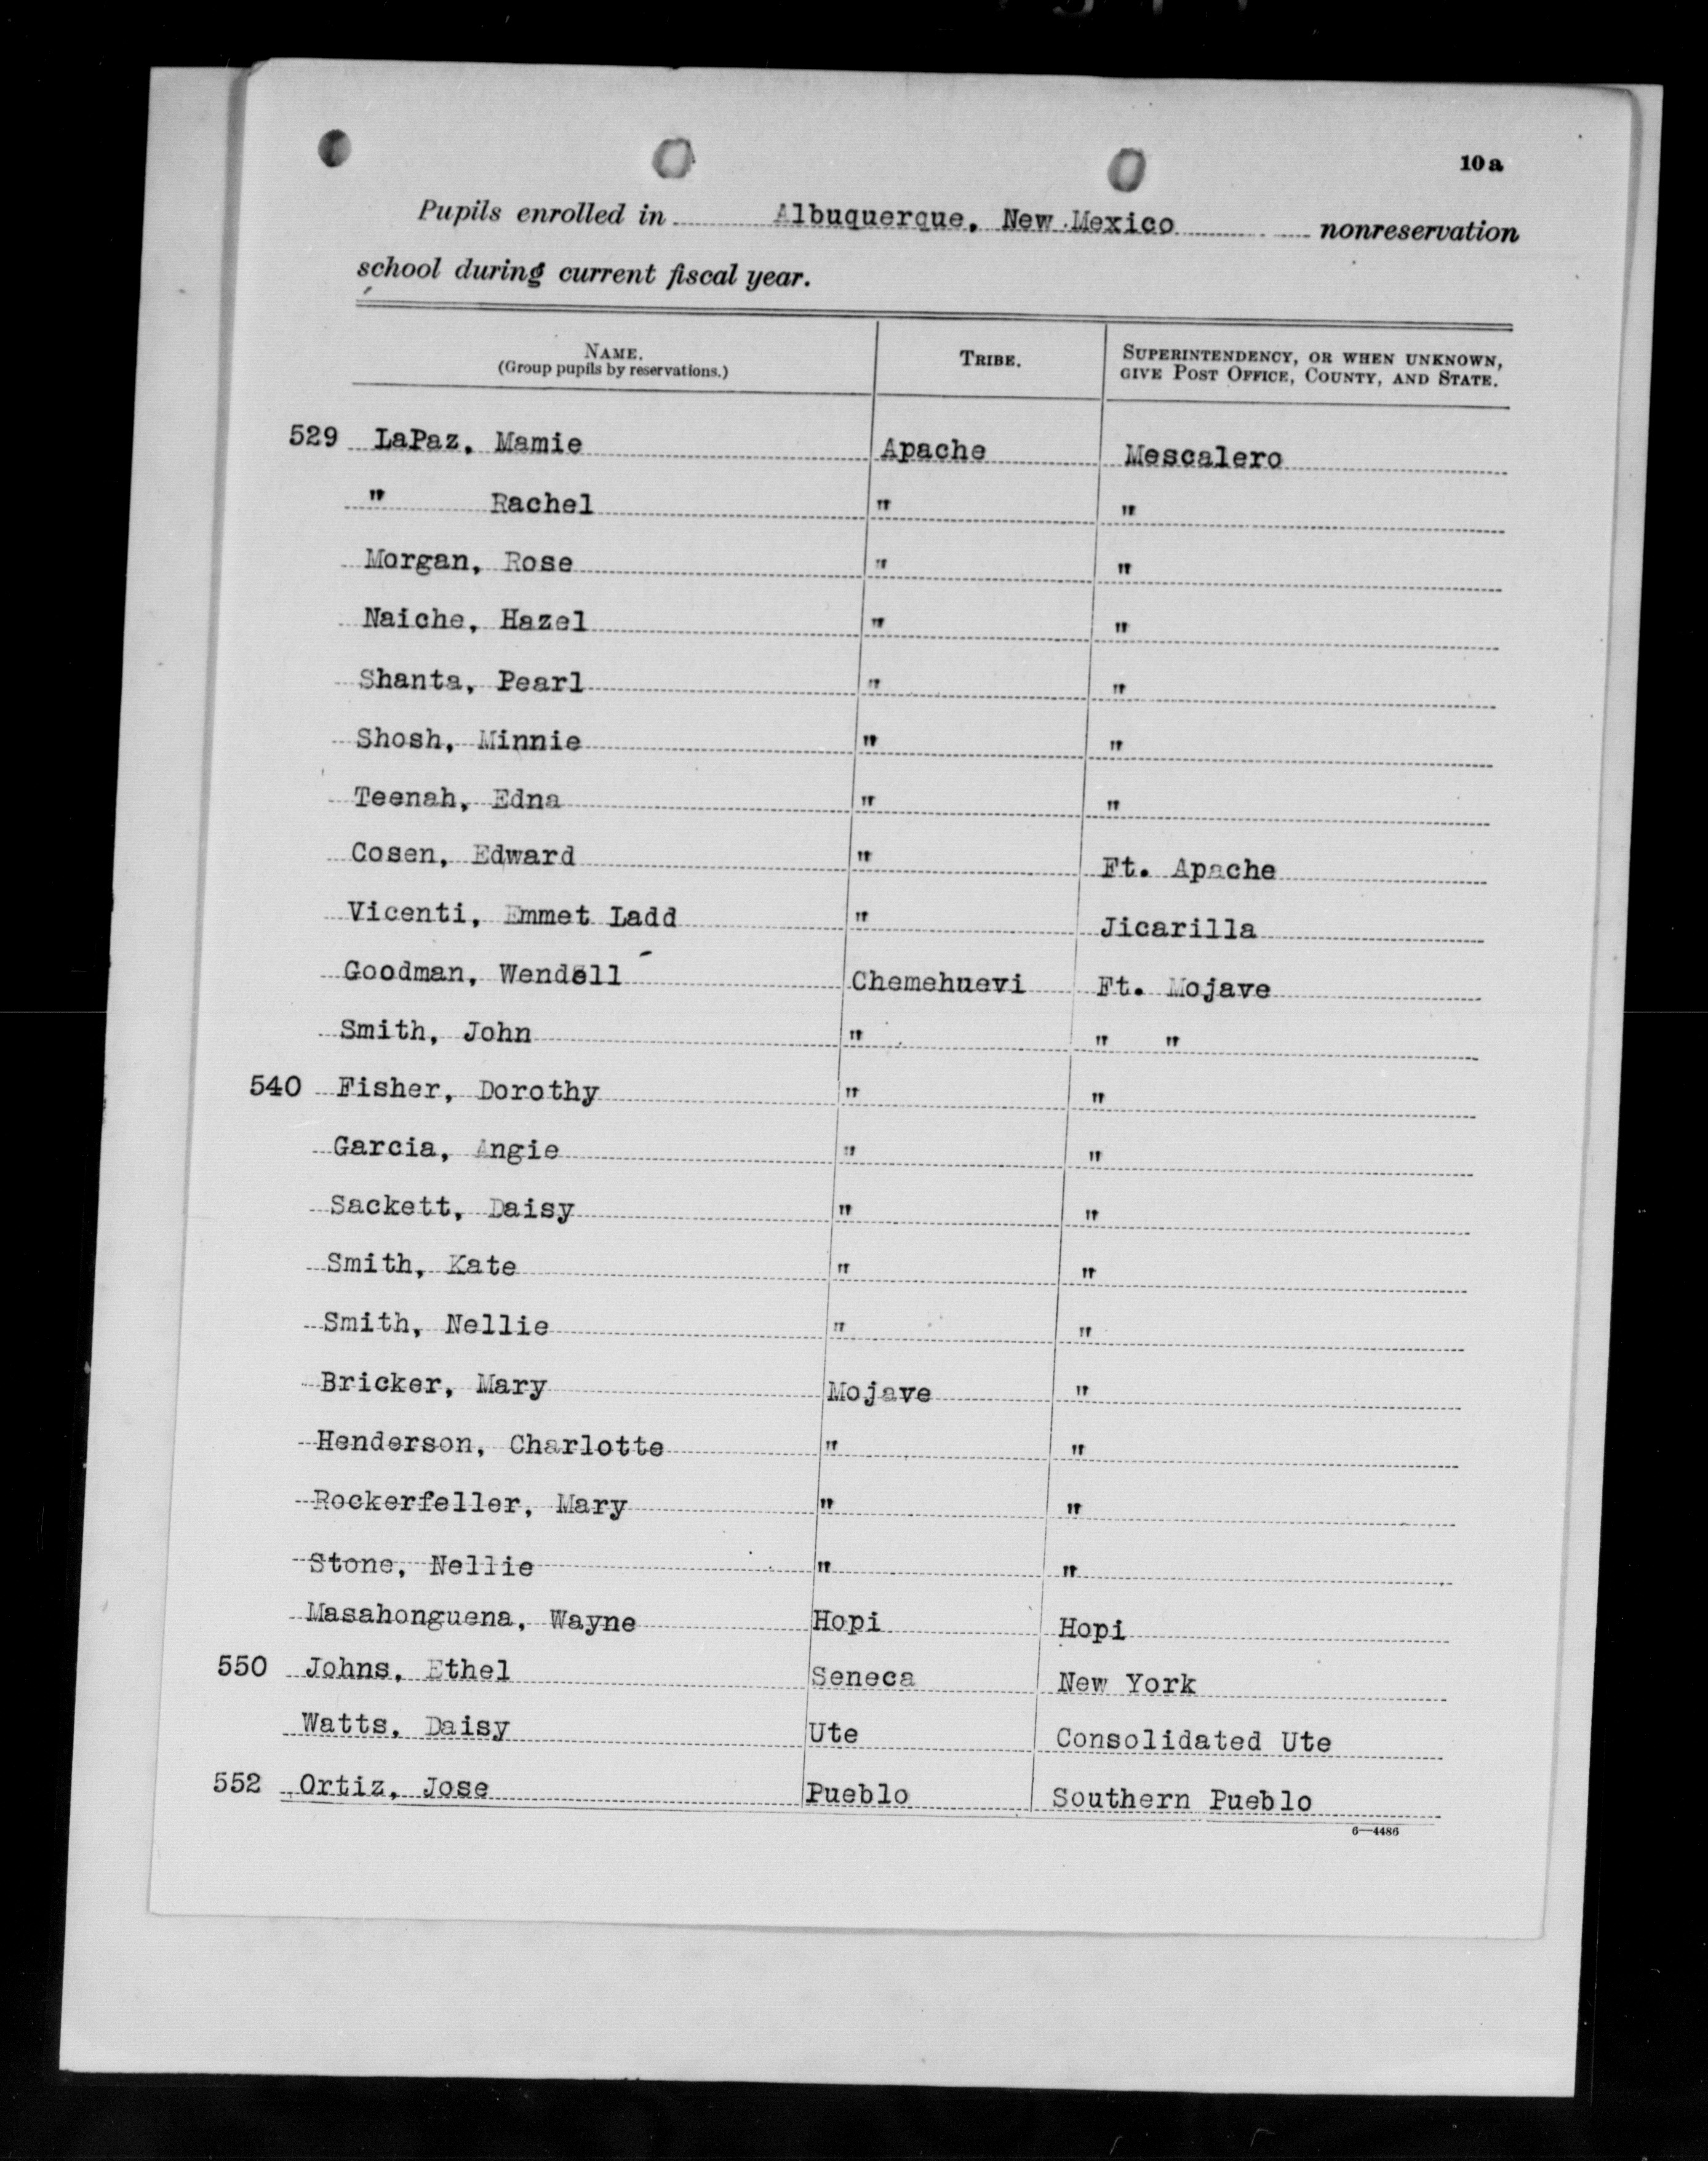 10a
Pupils enrolled in Albuquerque, New Mexico nonreservation
school during current fiscal year.
NAME. TRIBE. SUPERINTENDENCY, OR WHEN UNKNOWN,
(Group pupils by reservations.) GIVE POST OFFICE, COUNTY, AND STATE.
529 LaPaz, Mamie Apache Mescalero
" Rachel " "
Morgan, Rose " "
Naiche, Hazel " "
Shanta, Pearl " "
Shosh, Minnie " "
Teenah, Edna " "
Cosen, Edward " Ft. Apache
Vicenti, Emmet Ladd " Jicarilla
Goodman, Wendell Chemehuevi Ft. Mojave
Smith, John " " "
540 Fisher, Dorothy " "
Garcia, Angie " "
Sackett, Daisy " "
Smith, Kate " "
Smith, Nellie " "
Bricker, Mary Mojave "
Henderson, Charlotte " "
Rockerfeller, Mary " "
Stone, Nellie " "
Masahonguena, Wayne Hopi Hopi
550 Johns, Ethel Seneca New York
Watts, Daisy Ute Consolidated Ute
552 Ortiz, Jose Pueblo Southern Pueblo
6—4486